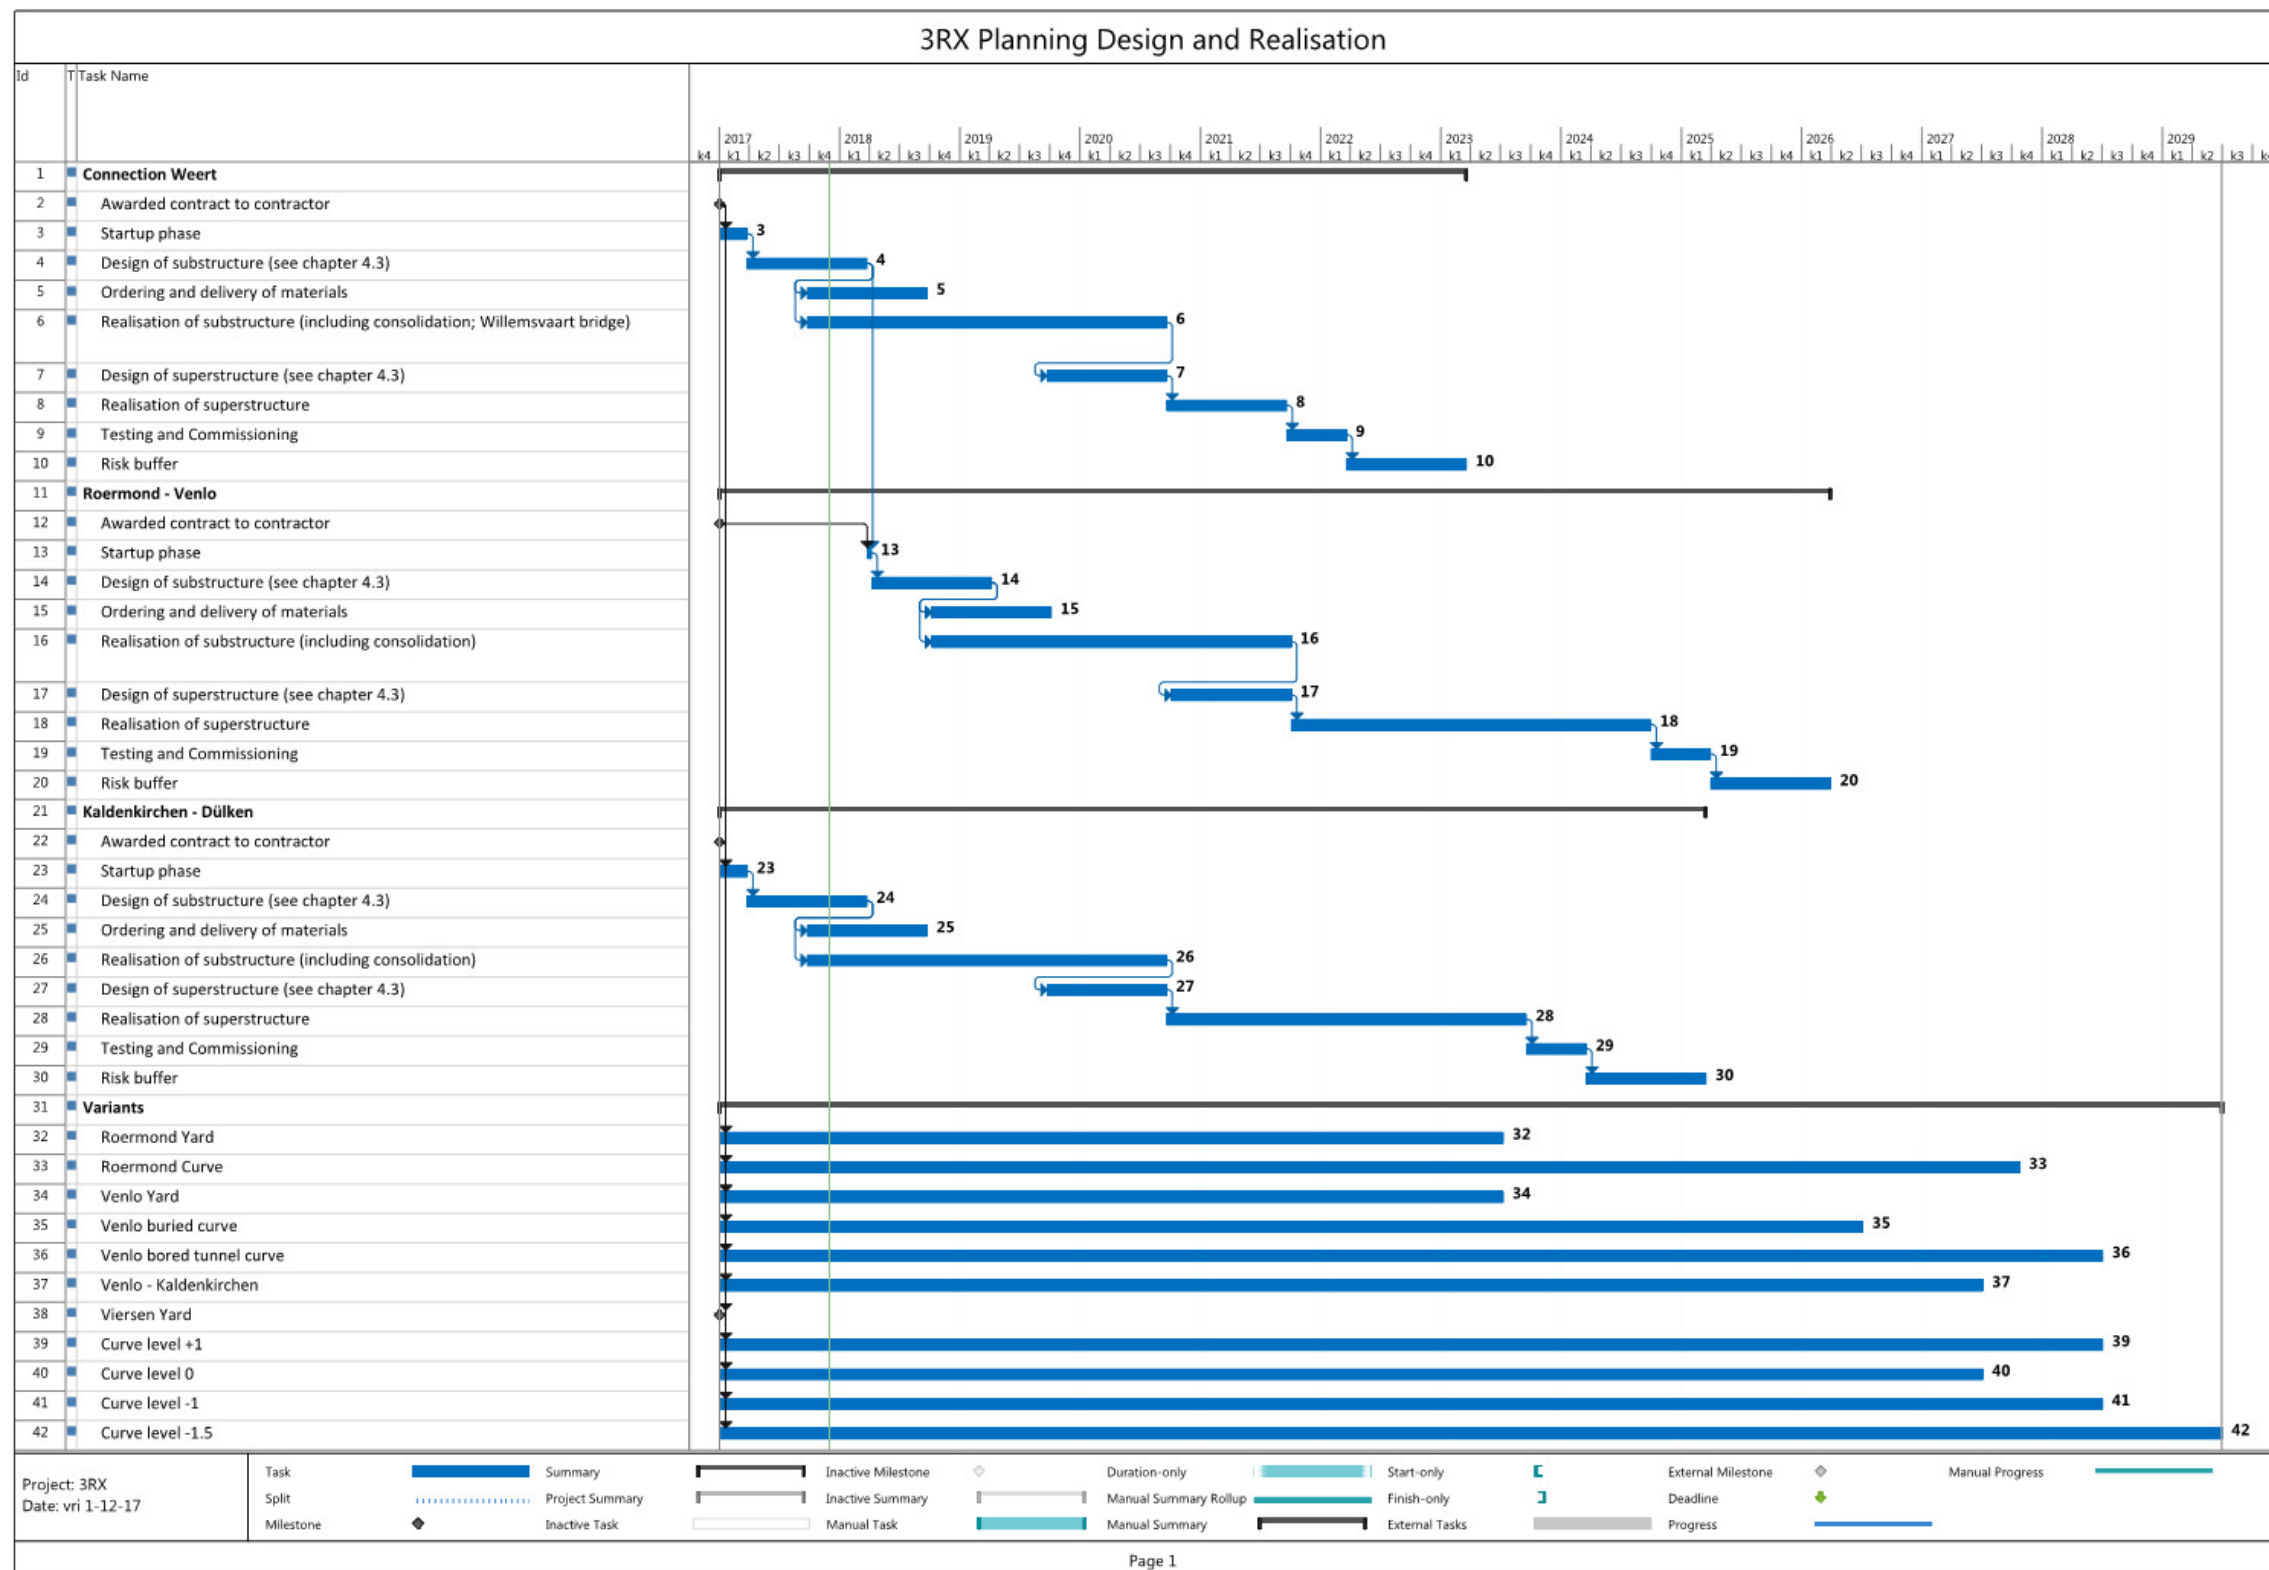 3RX Planning Design and Realisation
Id T Task Name
2017 2018 2019 2020 2021 2022 2023 2024 2025 2026 2027 2028 2029
k4 k1 k2 k3 k4 k1 k2 k3 k4 k1 k2 k3 k4 k1 k2 k3 k4 k1 k2 k3 k4 k1 k2 k3 k4 k1 k2 k3 k4 k1 k2 k3 k4 k1 k2 k3 k4 k1 k2 k3 k4 k1 k2 k3 k4 k1 k2 k3 k4 k1 k2 k3
1 Connection Weert
2 Awarded contract to contractor
3 Startup phase 3
4 Design of substructure (see chapter 4.3) 4
5 Ordering and delivery of materials 5
6 Realisation of substructure (including consolidation; Willemsvaart bridge) 6
7 Design of superstructure (see chapter 4.3) 7
8 Realisation of superstructure 8
9 Testing and Commissioning 9
10 Risk buffer 10
11 Roermond - Venlo
12 Awarded contract to contractor
13 Startup phase 13
14 Design of substructure (see chapter 4.3) 14
15 Ordering and delivery of materials 15
16 Realisation of substructure (including consolidation) 16
17 Design of superstructure (see chapter 4.3) 17
18 Realisation of superstructure 18
19 Testing and Commissioning 19
20 Risk buffer 20
21 Kaldenkirchen - Dülken
22 Awarded contract to contractor
23 Startup phase 23
24 Design of substructure (see chapter 4.3) 24
25 Ordering and delivery of materials 25
26 Realisation of substructure (including consolidation) 26
27 Design of superstructure (see chapter 4.3) 27
28 Realisation of superstructure 28
29 Testing and Commissioning 29
30 Risk buffer 30
31 Variants
32 Roermond Yard 32
33 Roermond Curve 33
34 Venlo Yard 34
35 Venlo buried curve 35
36 Venlo bored tunnel curve 36
37 Venlo - Kaldenkirchen 37
38 Viersen Yard
39 Curve level +1 39
40 Curve level 0 40
41 Curve level -1 41
42 Curve level -1.5 42
Project: 3RX
Date: vri 1-12-17
Task Summary Inactive Milestone Duration-only Start-only External Milestone Manual Progress
Split Project Summary Inactive Summary Manual Summary Rollup Finish-only Deadline
Milestone Inactive Task Manual Task Manual Summary External Tasks Progress
Page 1